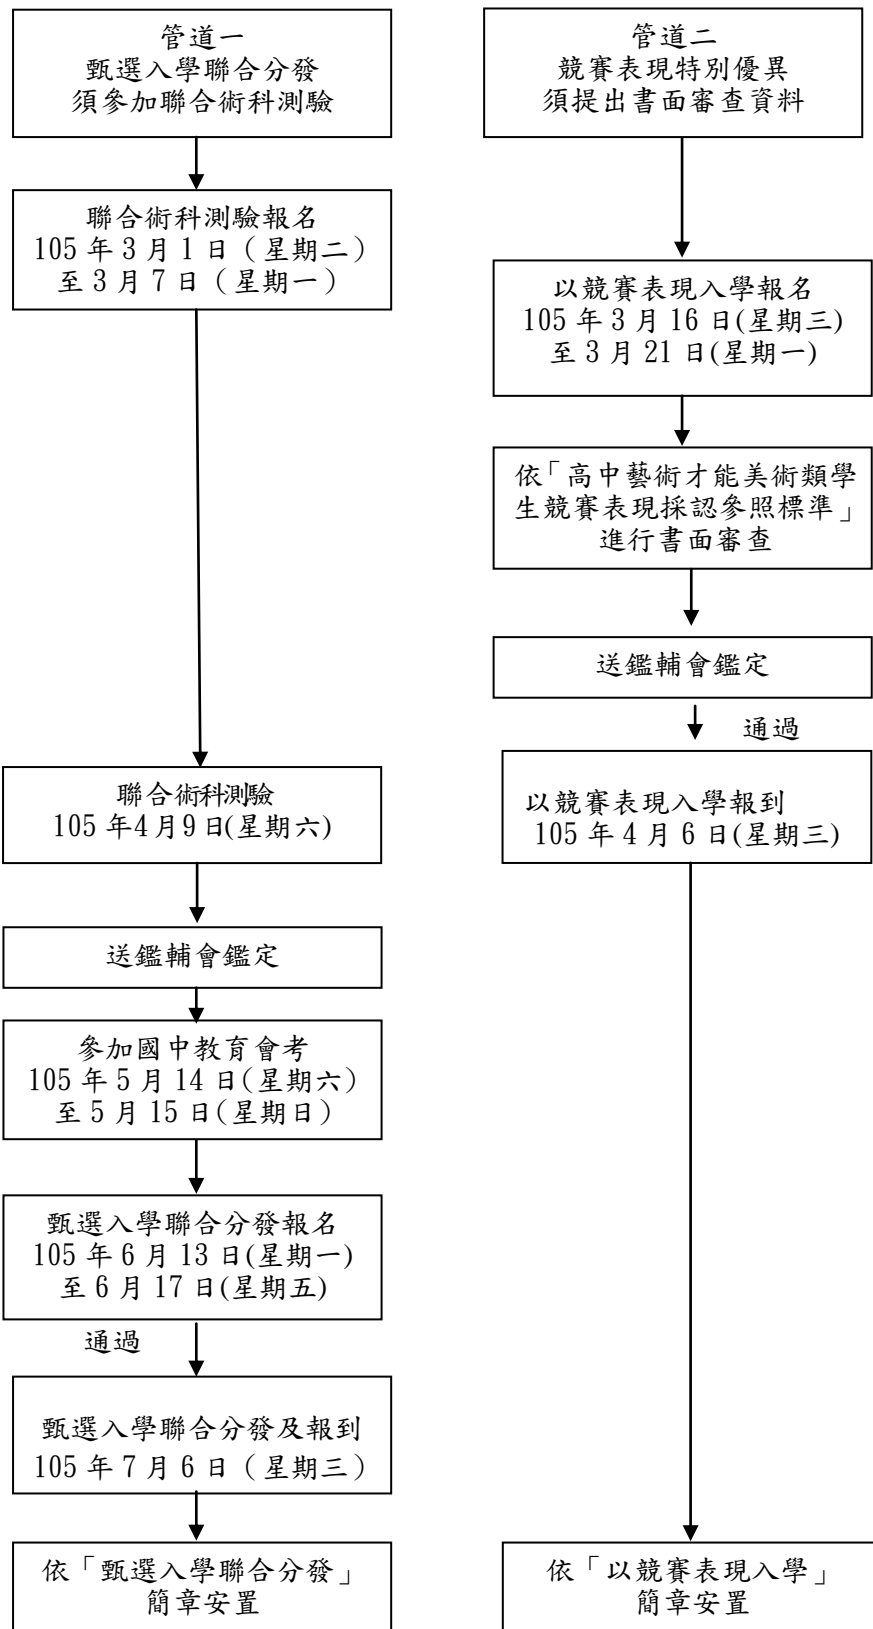 管道一
甄選入學聯合分發
須參加聯合術科測驗
聯合術科測驗報名
105 年 3 月 1 日（星期二）
至 3 月 7 日（星期一）
聯合術科測驗
105 年4月9日(星期六)
送鑑輔會鑑定
參加國中教育會考
105 年 5 月 14 日(星期六)
至 5 月 15 日(星期日)
甄選入學聯合分發報名
105 年 6 月 13 日(星期一)
至 6 月 17 日(星期五)
通過
甄選入學聯合分發及報到
105 年 7 月 6 日（星期三）
依「甄選入學聯合分發」
簡章安置
管道二
競賽表現特別優異
須提出書面審查資料
以競賽表現入學報名
105 年 3 月 16 日(星期三)
至 3 月 21 日(星期一)
依「高中藝術才能美術類學
生競賽表現採認參照標準」
進行書面審查
送鑑輔會鑑定
通過
以競賽表現入學報到
105 年 4 月 6 日(星期三)
依「以競賽表現入學」
簡章安置